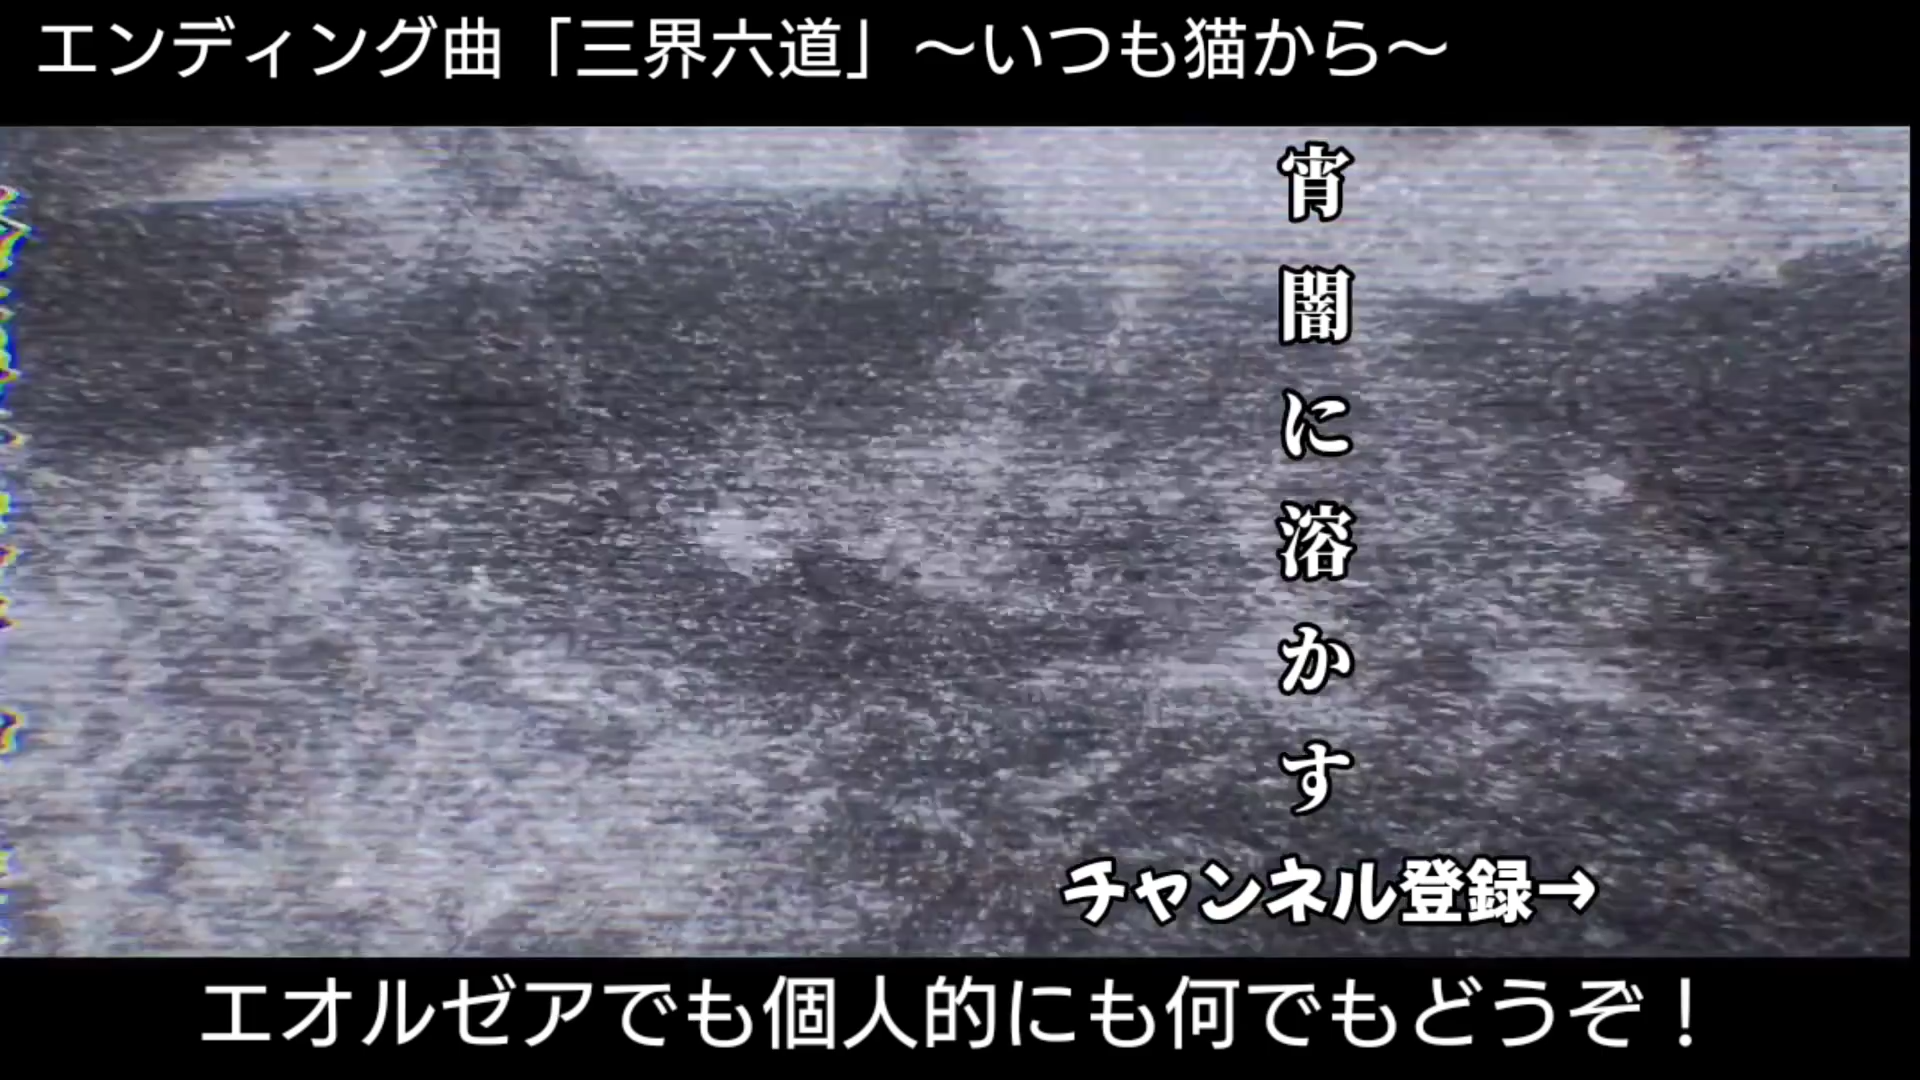 エンディング曲「三界六道」～いつも猫から～
宵闇に溶かす
チャンネル登録→
エオルゼアでも個人的にも何でもどうぞ！